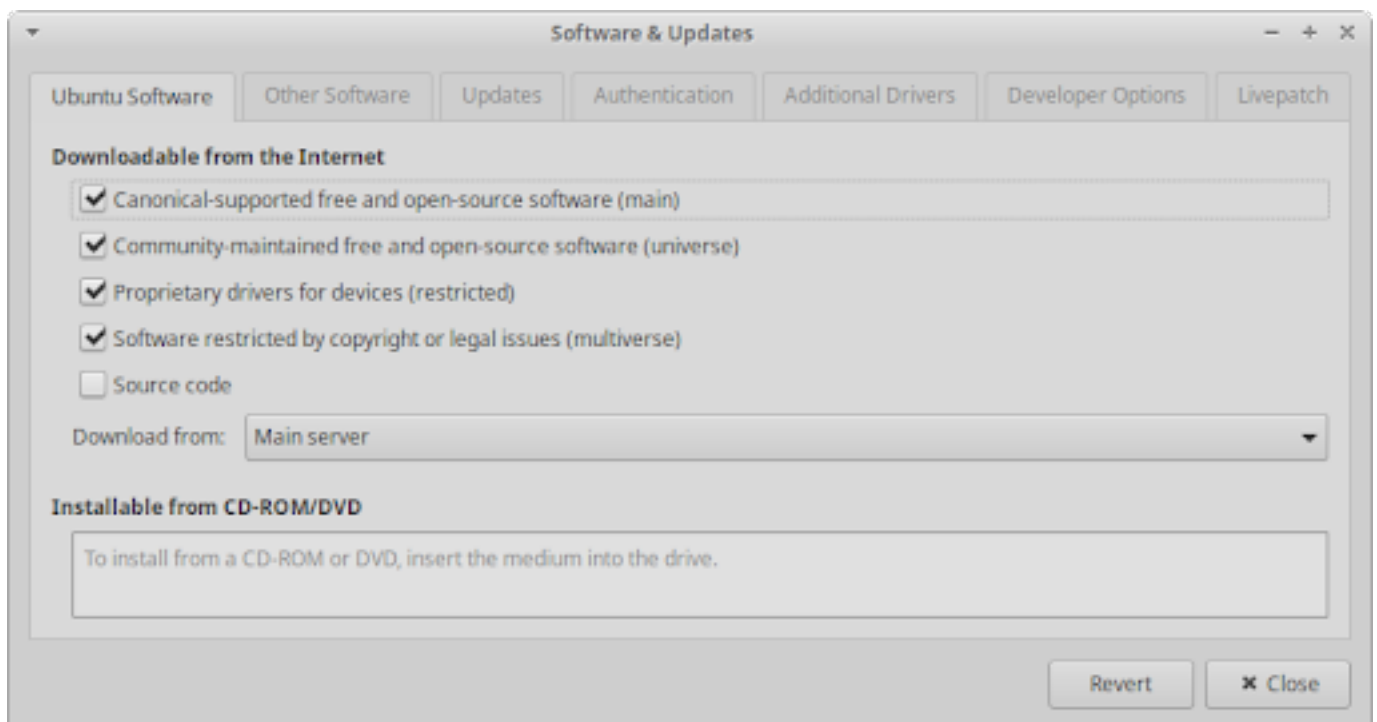 Software & Updates
Ubuntu Software Other Software Updates Authentication Additional Drivers Developer Options Livepatch
Downloadable from the Internet
Canonical-supported free and open-source software (main)
Community-maintained free and open-source software (universe)
Proprietary drivers for devices (restricted)
Software restricted by copyright or legal issues (multiverse)
Source code
Download from: Main server
Installable from CD-ROM/DVD
To install from a CD-ROM or DVD, insert the medium into the drive.
Revert Close